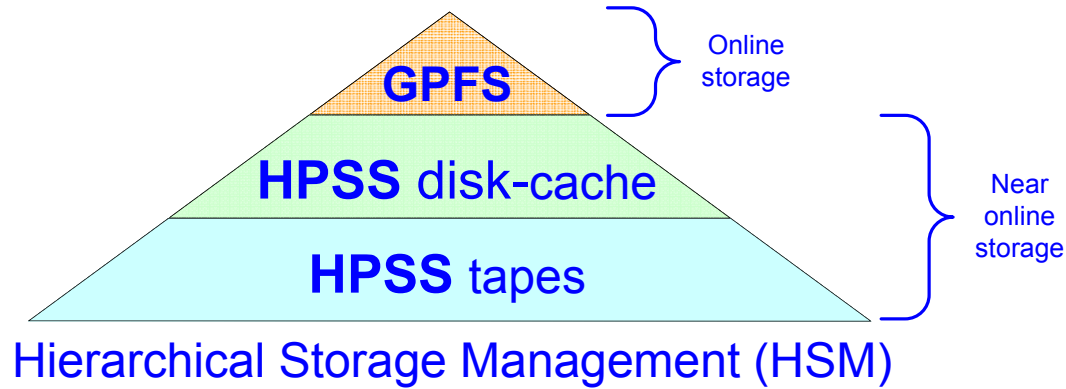 GPFS
Online
storage
HPSS disk-cache
HPSS tapes
Near
online
storage
Hierarchical Storage Management (HSM)